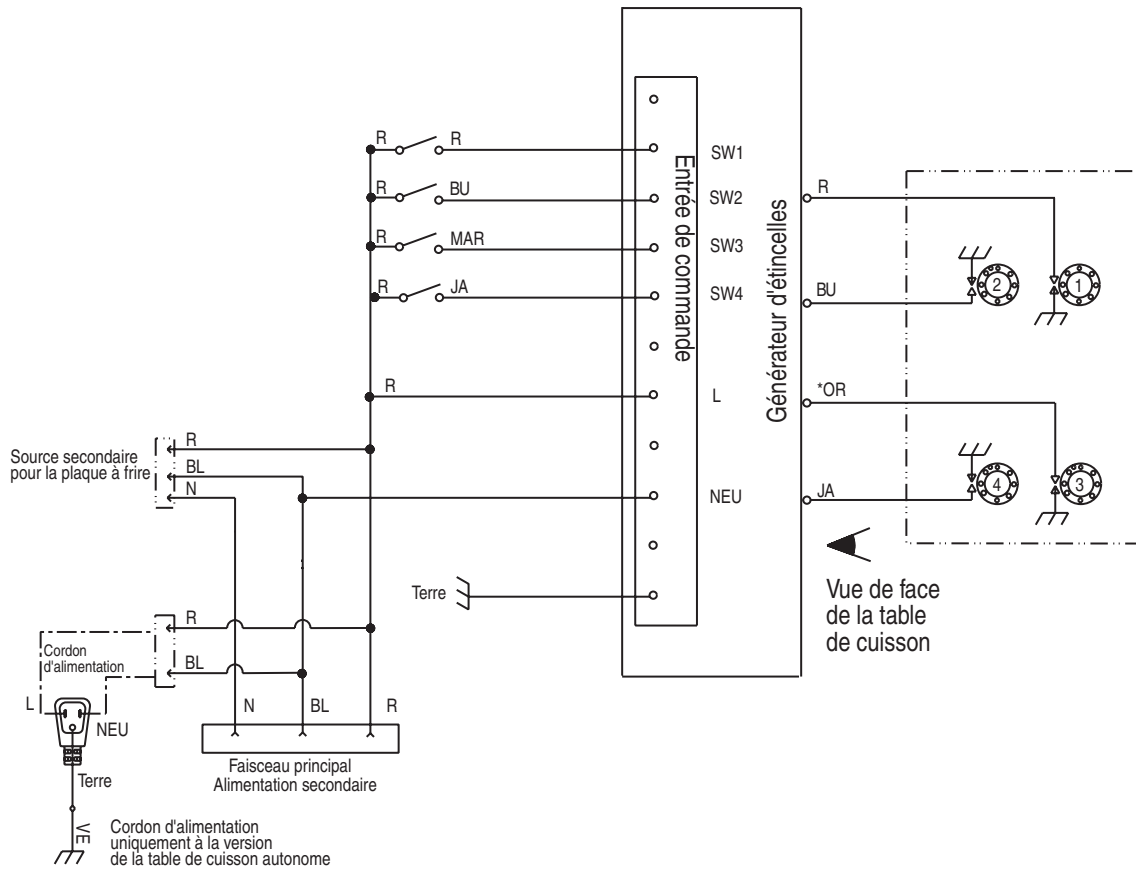 R R SW1
R BU SW2
R MAR SW3
R JA SW4
R L
NEU
Entrée de commande
Générateur d'étincelles
R
BU
*OR
JA
2 1
4 3
Source secondaire
pour la plaque à frire
R
BL
N
Terre
Vue de face
de la table
de cuisson
R
BL
Cordon
d'alimentation
L
NEU
Terre
VE
N BL R
Faisceau principal
Alimentation secondaire
Cordon d'alimentation
uniquement à la version
de la table de cuisson autonome